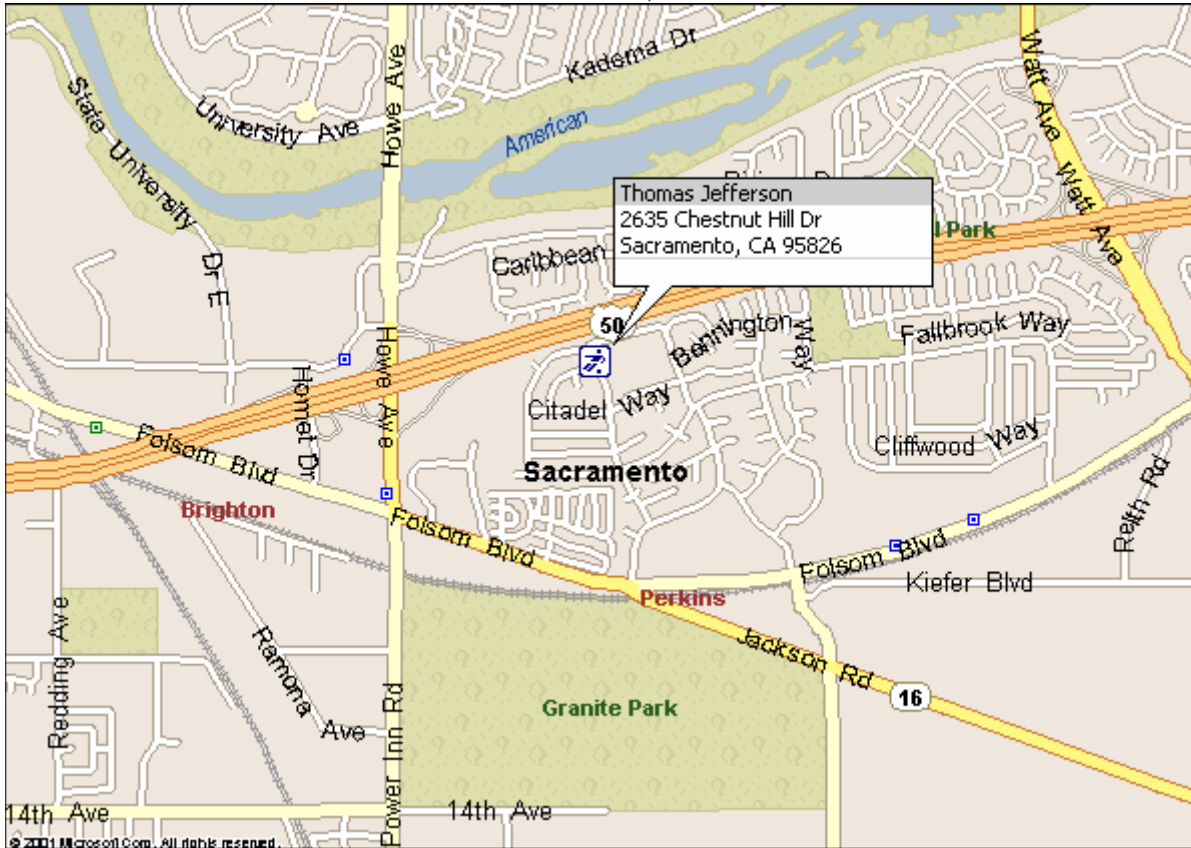 Kadema Dr
University Ave
Howe Ave
Watt Ave
Watt Ave
State University
Dr E
American
Thomas Jefferson
2635 Chestnut Hill Dr
Sacramento, CA 95826
l Park
Caribbean
50
Howe Ave
Hornet Dr
Bennington
Way
Fallbrook Way
Citadel Way
Cliffwood Way
Folsom Blvd
Sacramento
Brighton
Folsom Blvd
Folsom Blvd
Reith Rd
Kiefer Blvd
Perkins
Redding Ave
Ramona
Ave
Power Inn Rd
Granite Park
Jackson Rd
16
14th Ave
14th Ave
© 2001 Microsoft Corp. All rights reserved.